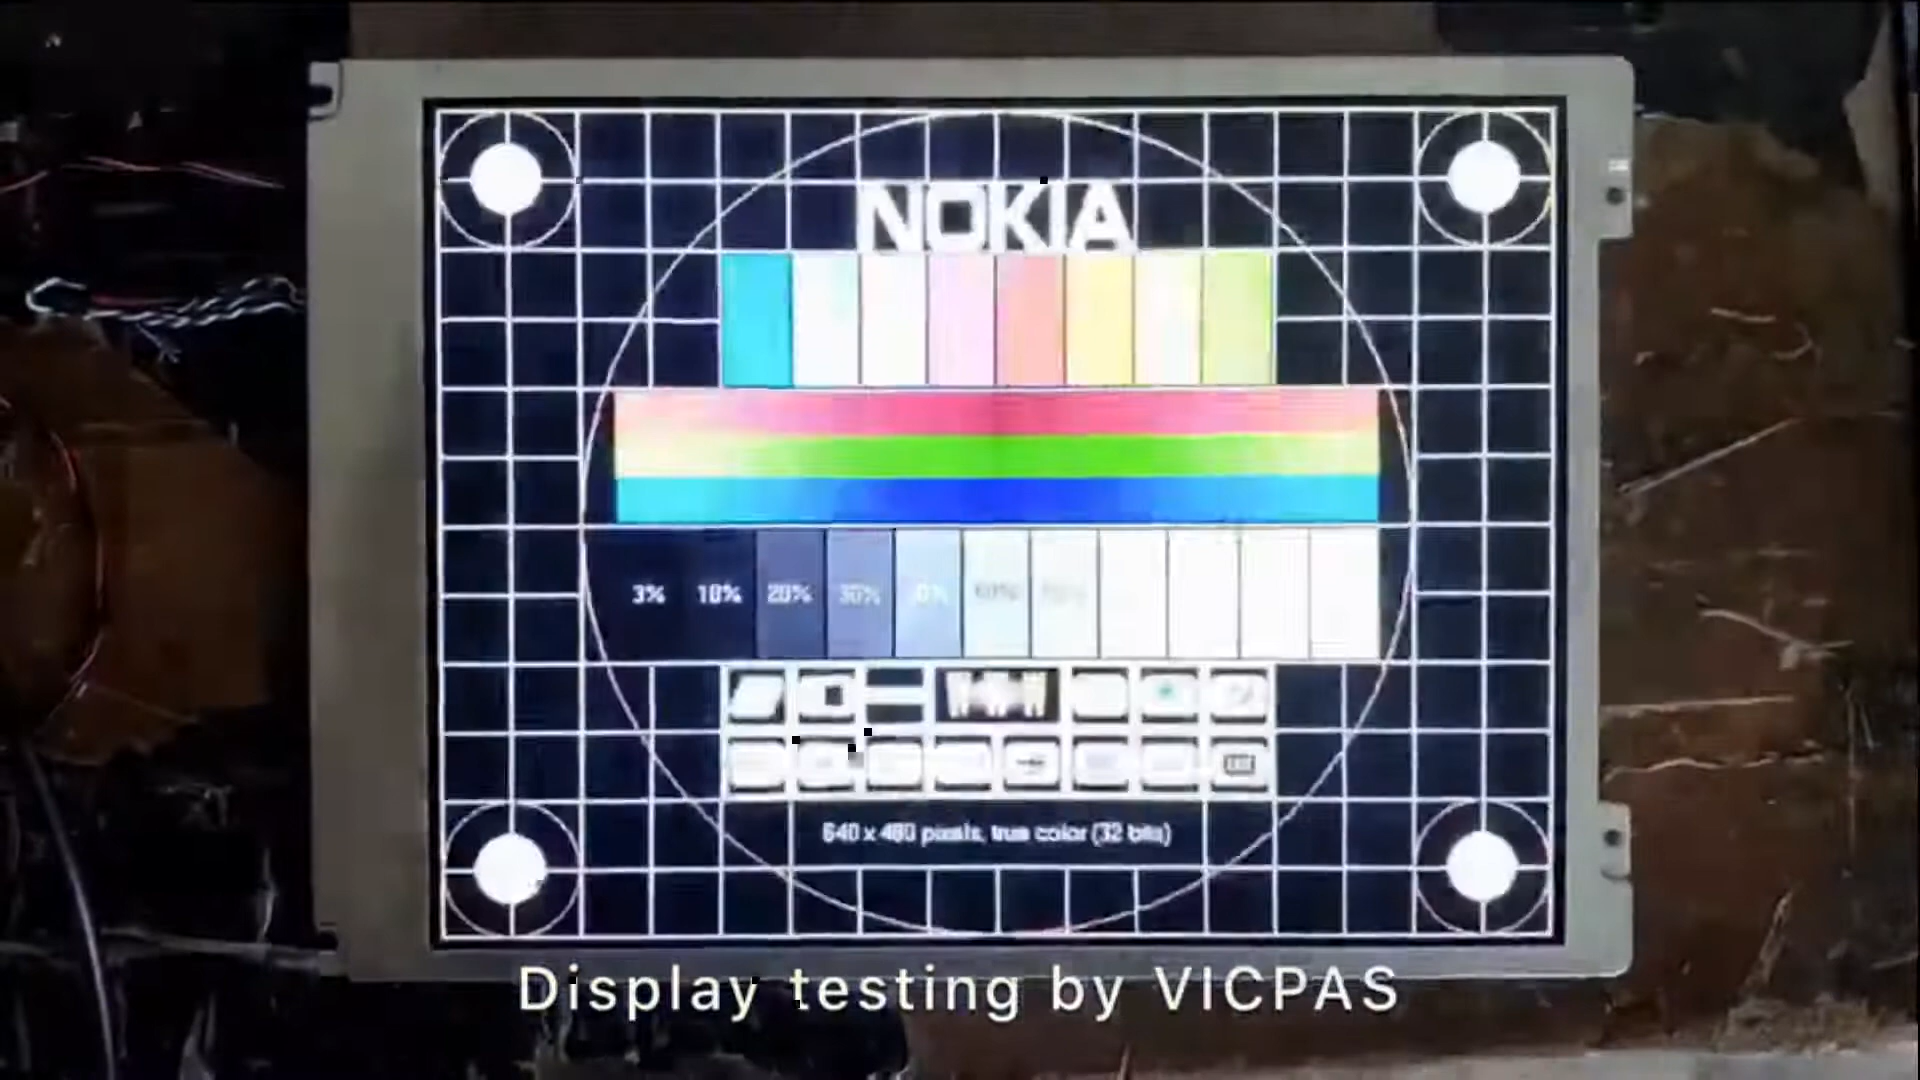 NOKIA
3% 10% 20% 30%
640 x 480 pixels, true color (32 bits)
Display testing by VICPAS